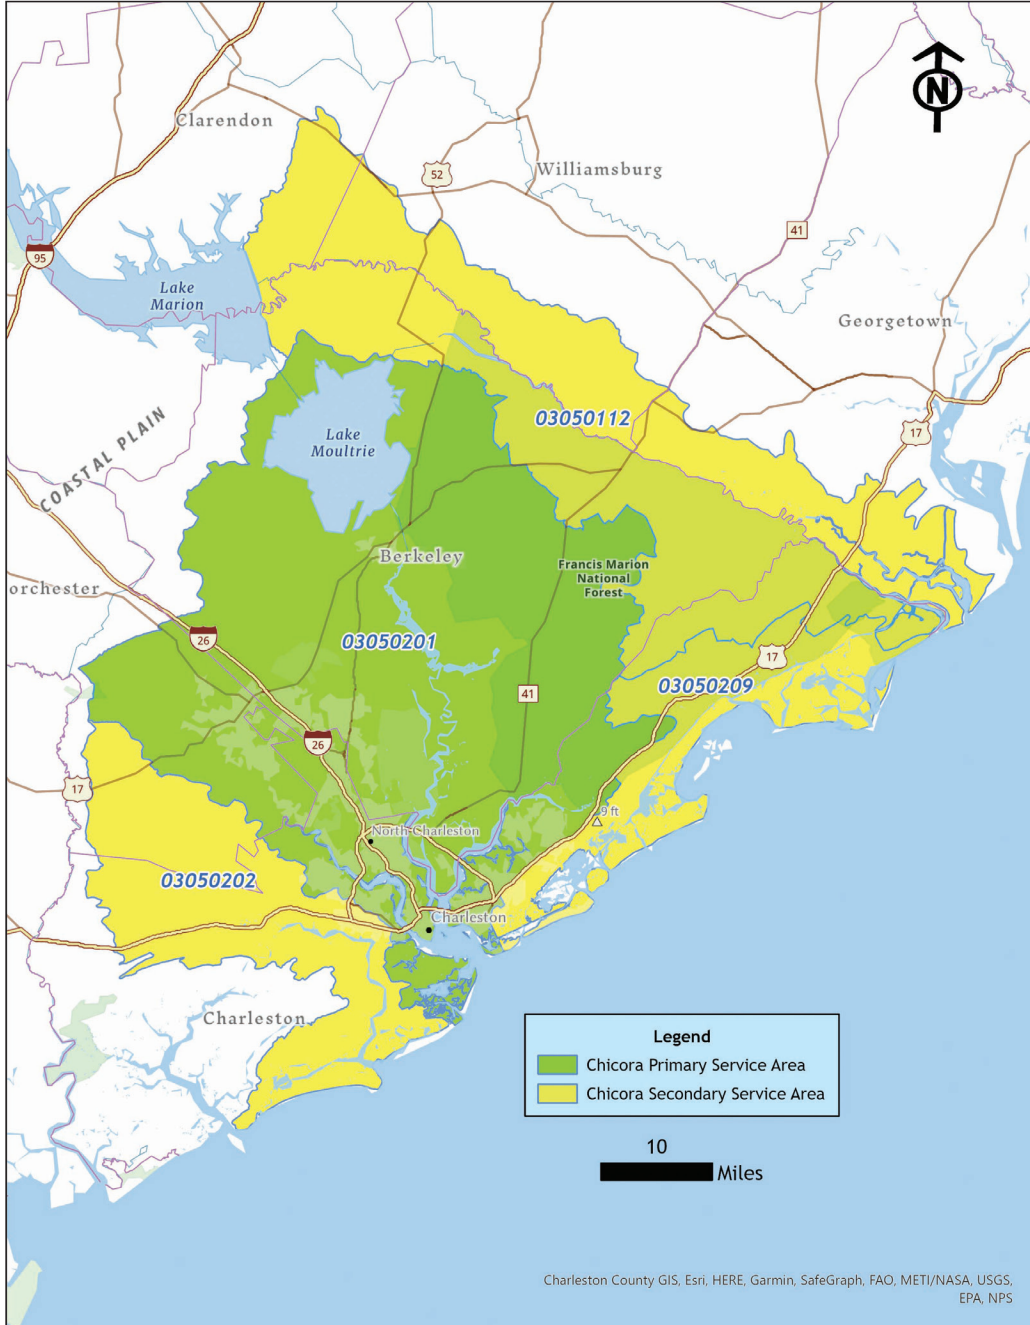 N
Clarendon
52
Williamsburg
41
95
Lake
Marion
Georgetown
COASTAL PLAIN
03050112
17
Lake
Moultrie
Berkeley
Francis Marion
National
Forest
orchester
26
03050201
17
03050209
41
26
17
9 ft
North Charleston
03050202
Charleston
Charleston
Legend
Chicora Primary Service Area
Chicora Secondary Service Area
10
Miles
Charleston County GIS, Esri, HERE, Garmin, SafeGraph, FAO, METI/NASA, USGS,
EPA, NPS